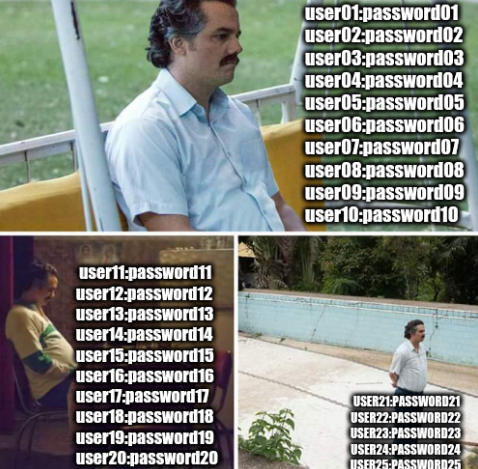 user01:password01
user02:password02
user03:password03
user04:password04
user05:password05
user06:password06
user07:password07
user08:password08
user09:password09
user10:password10
user11:password11
user12:password12
user13:password13
user14:password14
user15:password15
user16:password16
user17:password17
user18:password18
user19:password19
user20:password20
USER21:PASSWORD21
USER22:PASSWORD22
USER23:PASSWORD23
USER24:PASSWORD24
USER25:PASSWORD25